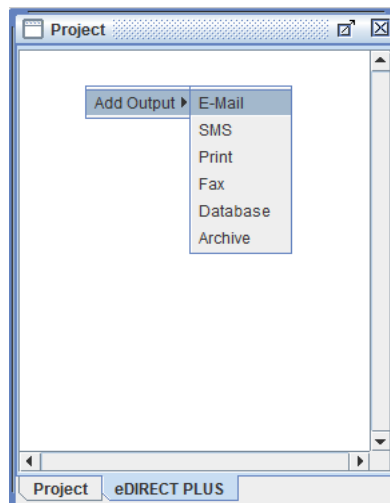 Project
Add Output E-Mail
SMS
Print
Fax
Database
Archive
Project eDIRECT PLUS